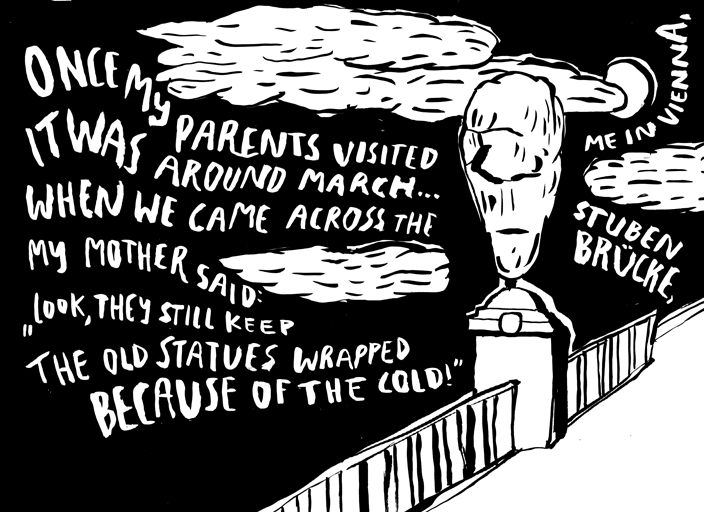 ONCE MY PARENTS VISITED ME IN VIENNA,
IT WAS AROUND MARCH...
WHEN WE CAME ACROSS THE STUBEN
BRÜCKE,
MY MOTHER SAID:
„LOOK, THEY STILL KEEP
THE OLD STATUES WRAPPED
BECAUSE OF THE COLD!"